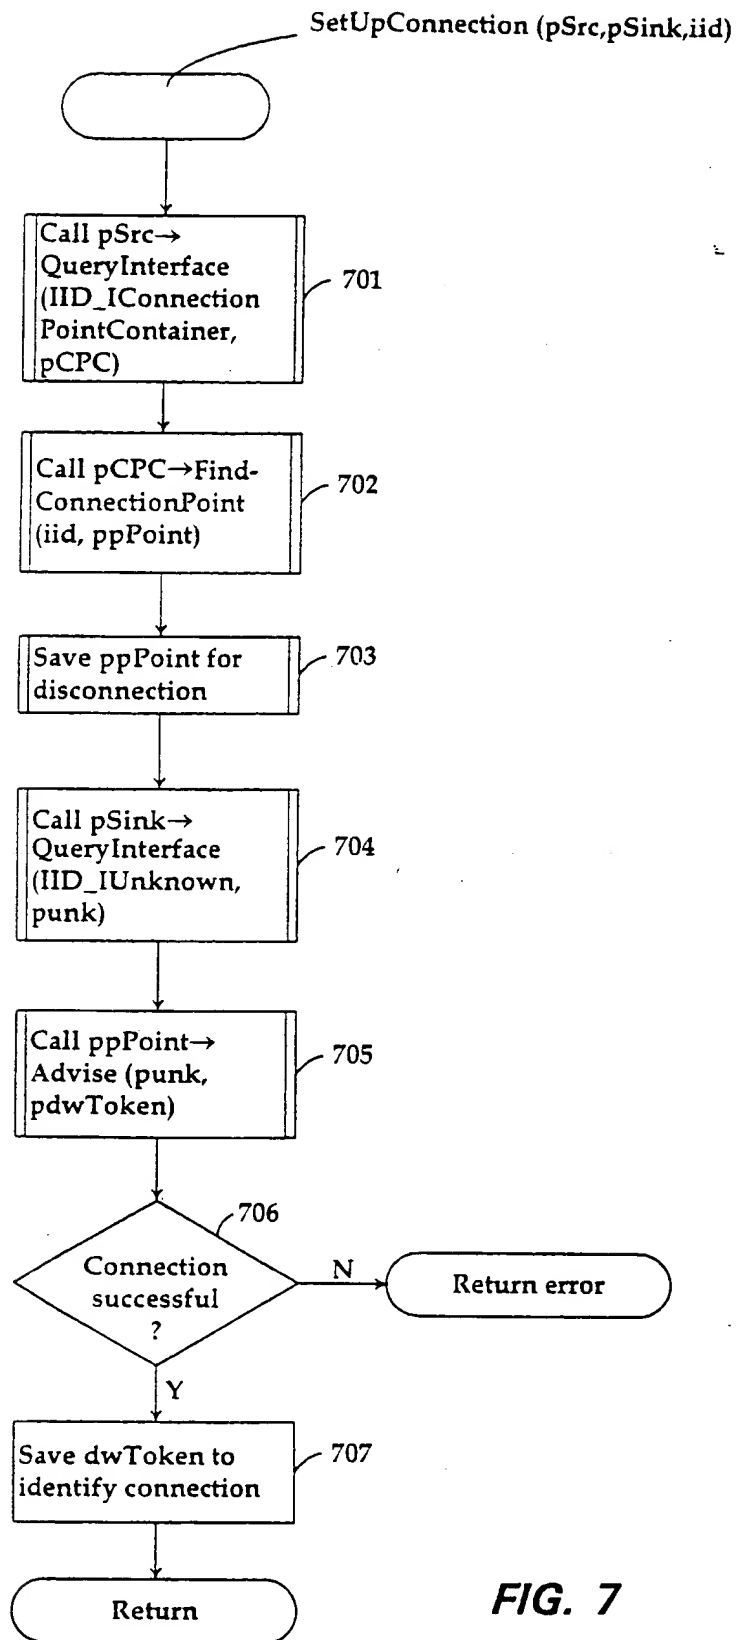 SetUpConnection (pSrc,pSink,iid)
Call pSrc→
QueryInterface
(IID_IConnection
PointContainer,
pCPC)
701
Call pCPC→Find-
ConnectionPoint
(iid, ppPoint)
702
Save ppPoint for
disconnection
703
Call pSink→
QueryInterface
(IID_IUnknown,
punk)
704
Call ppPoint→
Advise (punk,
pdwToken)
705
706
Connection
successful
?
N
Return error
Y
Save dwToken to
identify connection
707
Return
FIG. 7